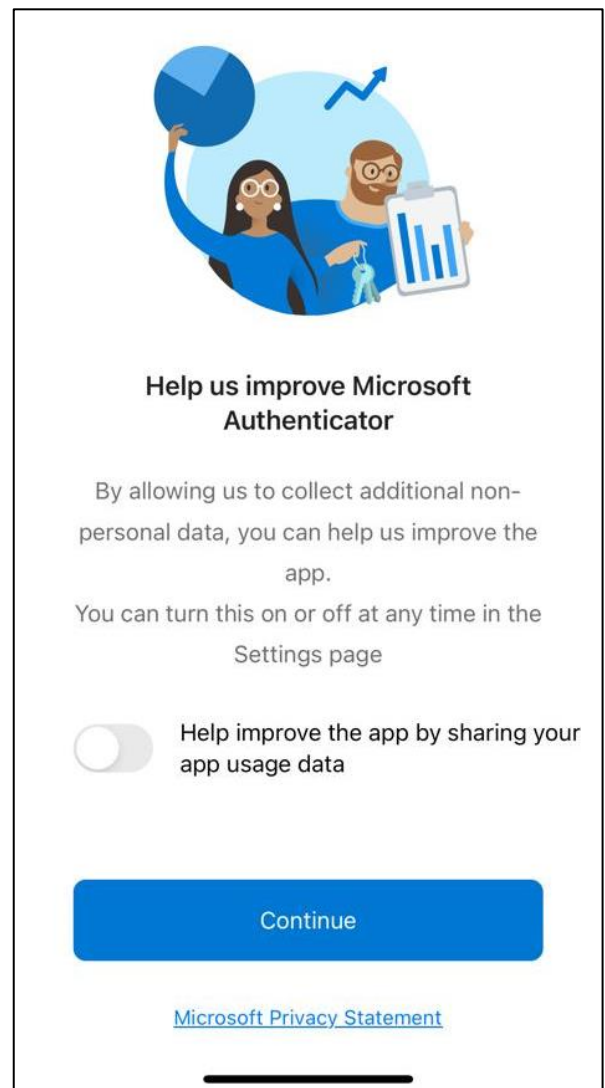 Help us improve Microsoft
Authenticator
By allowing us to collect additional non-
personal data, you can help us improve the
app.
You can turn this on or off at any time in the
Settings page
Help improve the app by sharing your
app usage data
Continue
Microsoft Privacy Statement